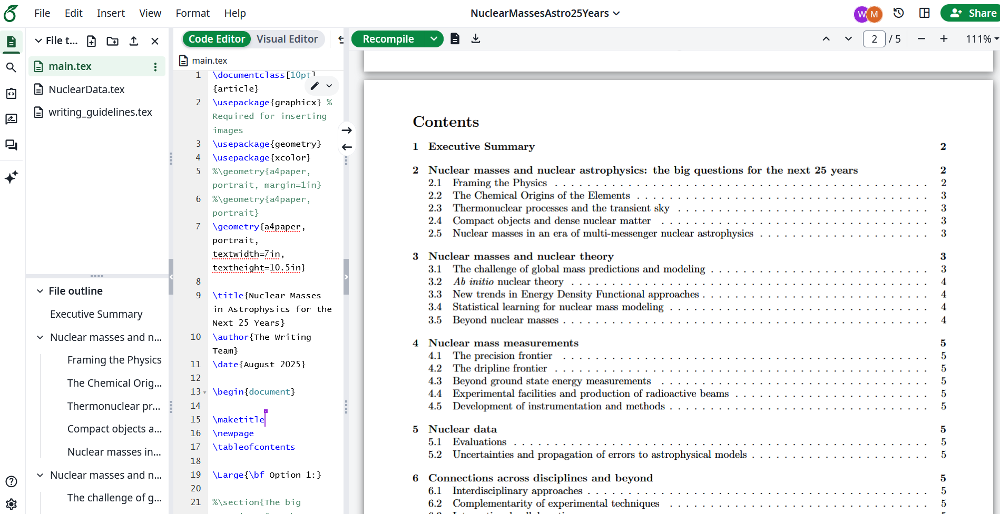 File Edit Insert View Format Help
NuclearMassesAstro25Years
W M
Share
File t...
main.tex
NuclearData.tex
writing_guidelines.tex
File outline
Executive Summary
Nuclear masses and n...
Framing the Physics
The Chemical Orig...
Thermonuclear pr...
Compact objects a...
Nuclear masses in...
Nuclear masses and n...
The challenge of g...
Code Editor Visual Editor
main.tex
1 \documentclass[10pt]
{article}
2 \usepackage{graphicx} %
Required for inserting
images
3 \usepackage{geometry}
4 \usepackage{xcolor}
5 %\geometry{a4paper,
portrait, margin=1in}
6 %\geometry{a4paper,
portrait}
7 \geometry{a4paper,
portrait,
textwidth=7in,
textheight=10.5in}
8
9 \title{Nuclear Masses
in Astrophysics for the
Next 25 Years}
10 \author{The Writing
Team}
11 \date{August 2025}
12
13 \begin{document}
14
15 \maketitle
16 \newpage
17 \tableofcontents
18
19 \Large{\bf Option 1:}
20
21 %\section{The big
Recompile
2 / 5
111%
Contents
1 Executive Summary 2
2 Nuclear masses and nuclear astrophysics: the big questions for the next 25 years 2
2.1 Framing the Physics . . . . . . . . . . . . . . . . . . . . 2
2.2 The Chemical Origins of the Elements . . . . . . . . . . . . . . . . . . . . 3
2.3 Thermonuclear processes and the transient sky . . . . . . . . . . . . . . . . . . . . 3
2.4 Compact objects and dense nuclear matter . . . . . . . . . . . . . . . . . . . . 3
2.5 Nuclear masses in an era of multi-messenger nuclear astrophysics . . . . . . . . . . . . . . . . . 3
3 Nuclear masses and nuclear theory 3
3.1 The challenge of global mass predictions and modeling . . . . . . . . . . . . . . . . . . . . 3
3.2 Ab initio nuclear theory . . . . . . . . . . . . . . . . . . . . 4
3.3 New trends in Energy Density Functional approaches . . . . . . . . . . . . . . . . . . . . 4
3.4 Statistical learning for nuclear mass modeling . . . . . . . . . . . . . . . . . . . . 4
3.5 Beyond nuclear masses . . . . . . . . . . . . . . . . . . . . 4
4 Nuclear mass measurements 5
4.1 The precision frontier . . . . . . . . . . . . . . . . . . . . 5
4.2 The dripline frontier . . . . . . . . . . . . . . . . . . . . 5
4.3 Beyond ground state energy measurements . . . . . . . . . . . . . . . . . . . . 5
4.4 Experimental facilities and production of radioactive beams . . . . . . . . . . . . . . . . . . . 5
4.5 Development of instrumentation and methods . . . . . . . . . . . . . . . . . . . . 5
5 Nuclear data 5
5.1 Evaluations . . . . . . . . . . . . . . . . . . . . 5
5.2 Uncertainties and propagation of errors to astrophysical models . . . . . . . . . . . . . . . . . . 5
6 Connections across disciplines and beyond 5
6.1 Interdisciplinary approaches . . . . . . . . . . . . . . . . . . . . 5
6.2 Complementarity of experimental techniques . . . . . . . . . . . . . . . . . . . . 5